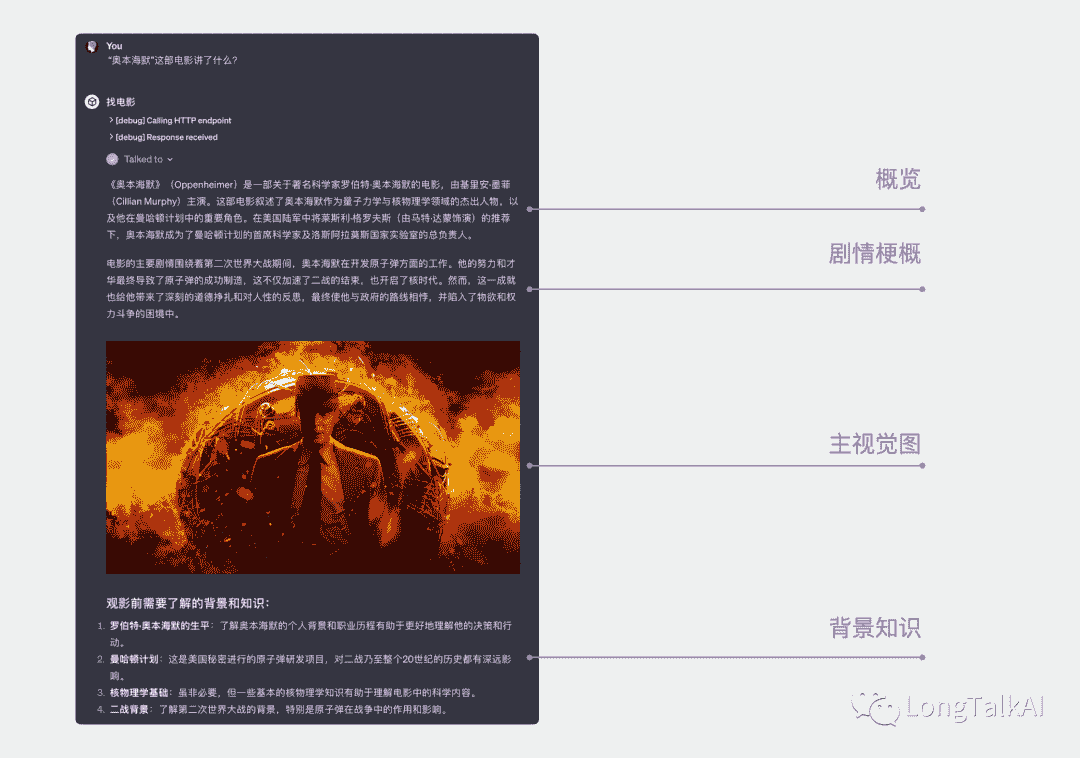 You
“奥本海默”这部电影讲了什么?
找电影
[debug] Calling HTTP endpoint
[debug] Response received
Talked to
《奥本海默》（Oppenheimer）是一部关于著名科学家罗伯特·奥本海默的电影，由基里安·墨菲
（Cillian Murphy）主演。这部电影叙述了奥本海默作为量子力学与核物理学领域的杰出人物，以
及他在曼哈顿计划中的重要角色。在美国陆军中将莱斯利·格罗夫斯（由马特·达蒙饰演）的推荐
下，奥本海默成为了曼哈顿计划的首席科学家及洛斯阿拉莫斯国家实验室的总负责人。
电影的主要剧情围绕着第二次世界大战期间，奥本海默在开发原子弹方面的工作。他的努力和才
华最终导致了原子弹的成功制造，这不仅加速了二战的结束，也开启了核时代。然而，这一成就
也给他带来了深刻的道德挣扎和对人性的反思，最终使他与政府的路线相悖，并陷入了物欲和权
力斗争的困境中。
观影前需要了解的背景和知识：
1. 罗伯特·奥本海默的生平：了解奥本海默的个人背景和职业历程有助于更好地理解他的决策和行
动。
2. 曼哈顿计划：这是美国秘密进行的原子弹研发项目，对二战乃至整个20世纪的历史都有深远影
响。
3. 核物理学基础：虽非必要，但一些基本的核物理学知识有助于理解电影中的科学内容。
4. 二战背景：了解第二次世界大战的背景，特别是原子弹在战争中的作用和影响。
概览
剧情梗概
主视觉图
背景知识
LongTalkAI